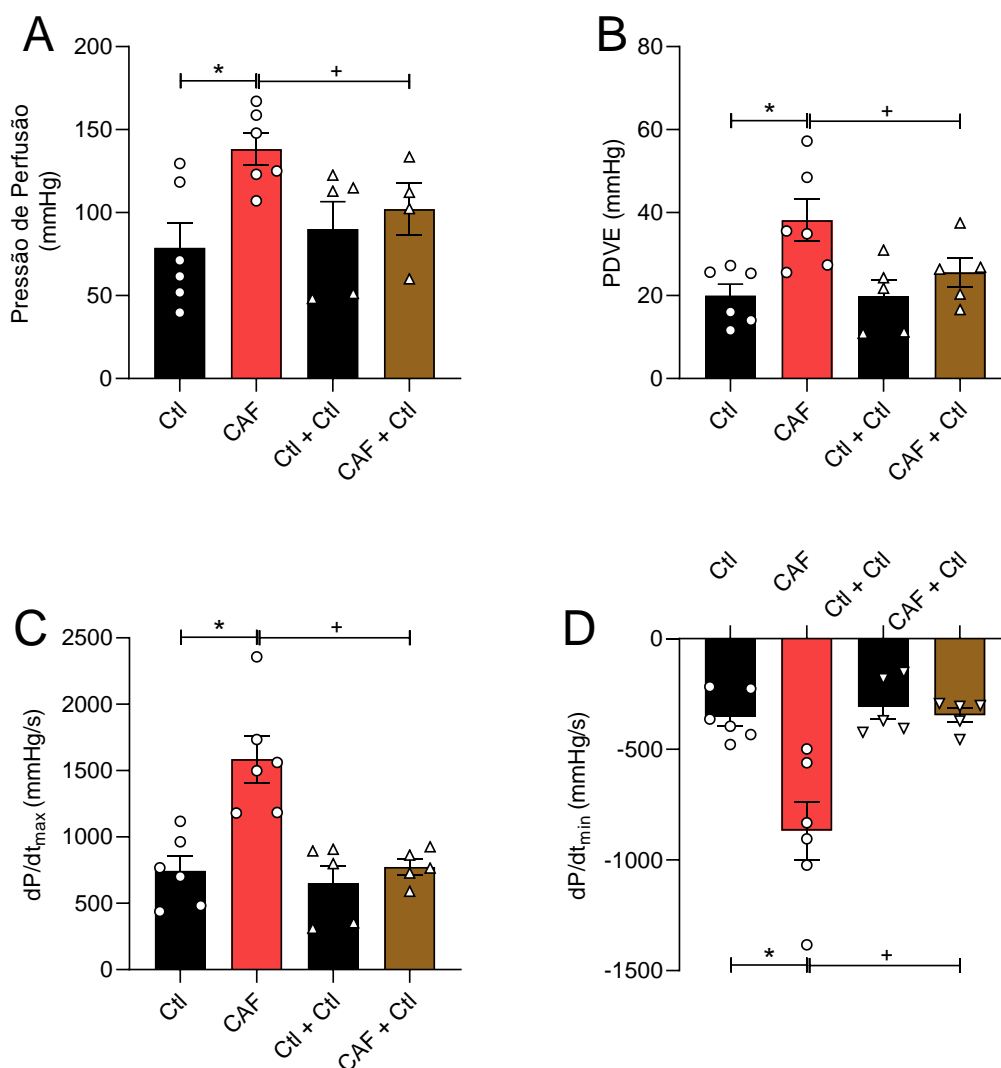 A
Pressão de Perfusão
(mmHg)
200
150
100
50
0
*
+
Ctl
CAF
Ctl + Ctl
CAF + Ctl
B
PDVE (mmHg)
80
60
40
20
0
*
+
Ctl
CAF
Ctl + Ctl
CAF + Ctl
C
dP/dtmax (mmHg/s)
2500
2000
1500
1000
500
0
*
+
Ctl
CAF
Ctl + Ctl
CAF + Ctl
D
Ctl
CAF
Ctl + Ctl
CAF + Ctl
dP/dtmin (mmHg/s)
0
-500
-1000
-1500
*
+